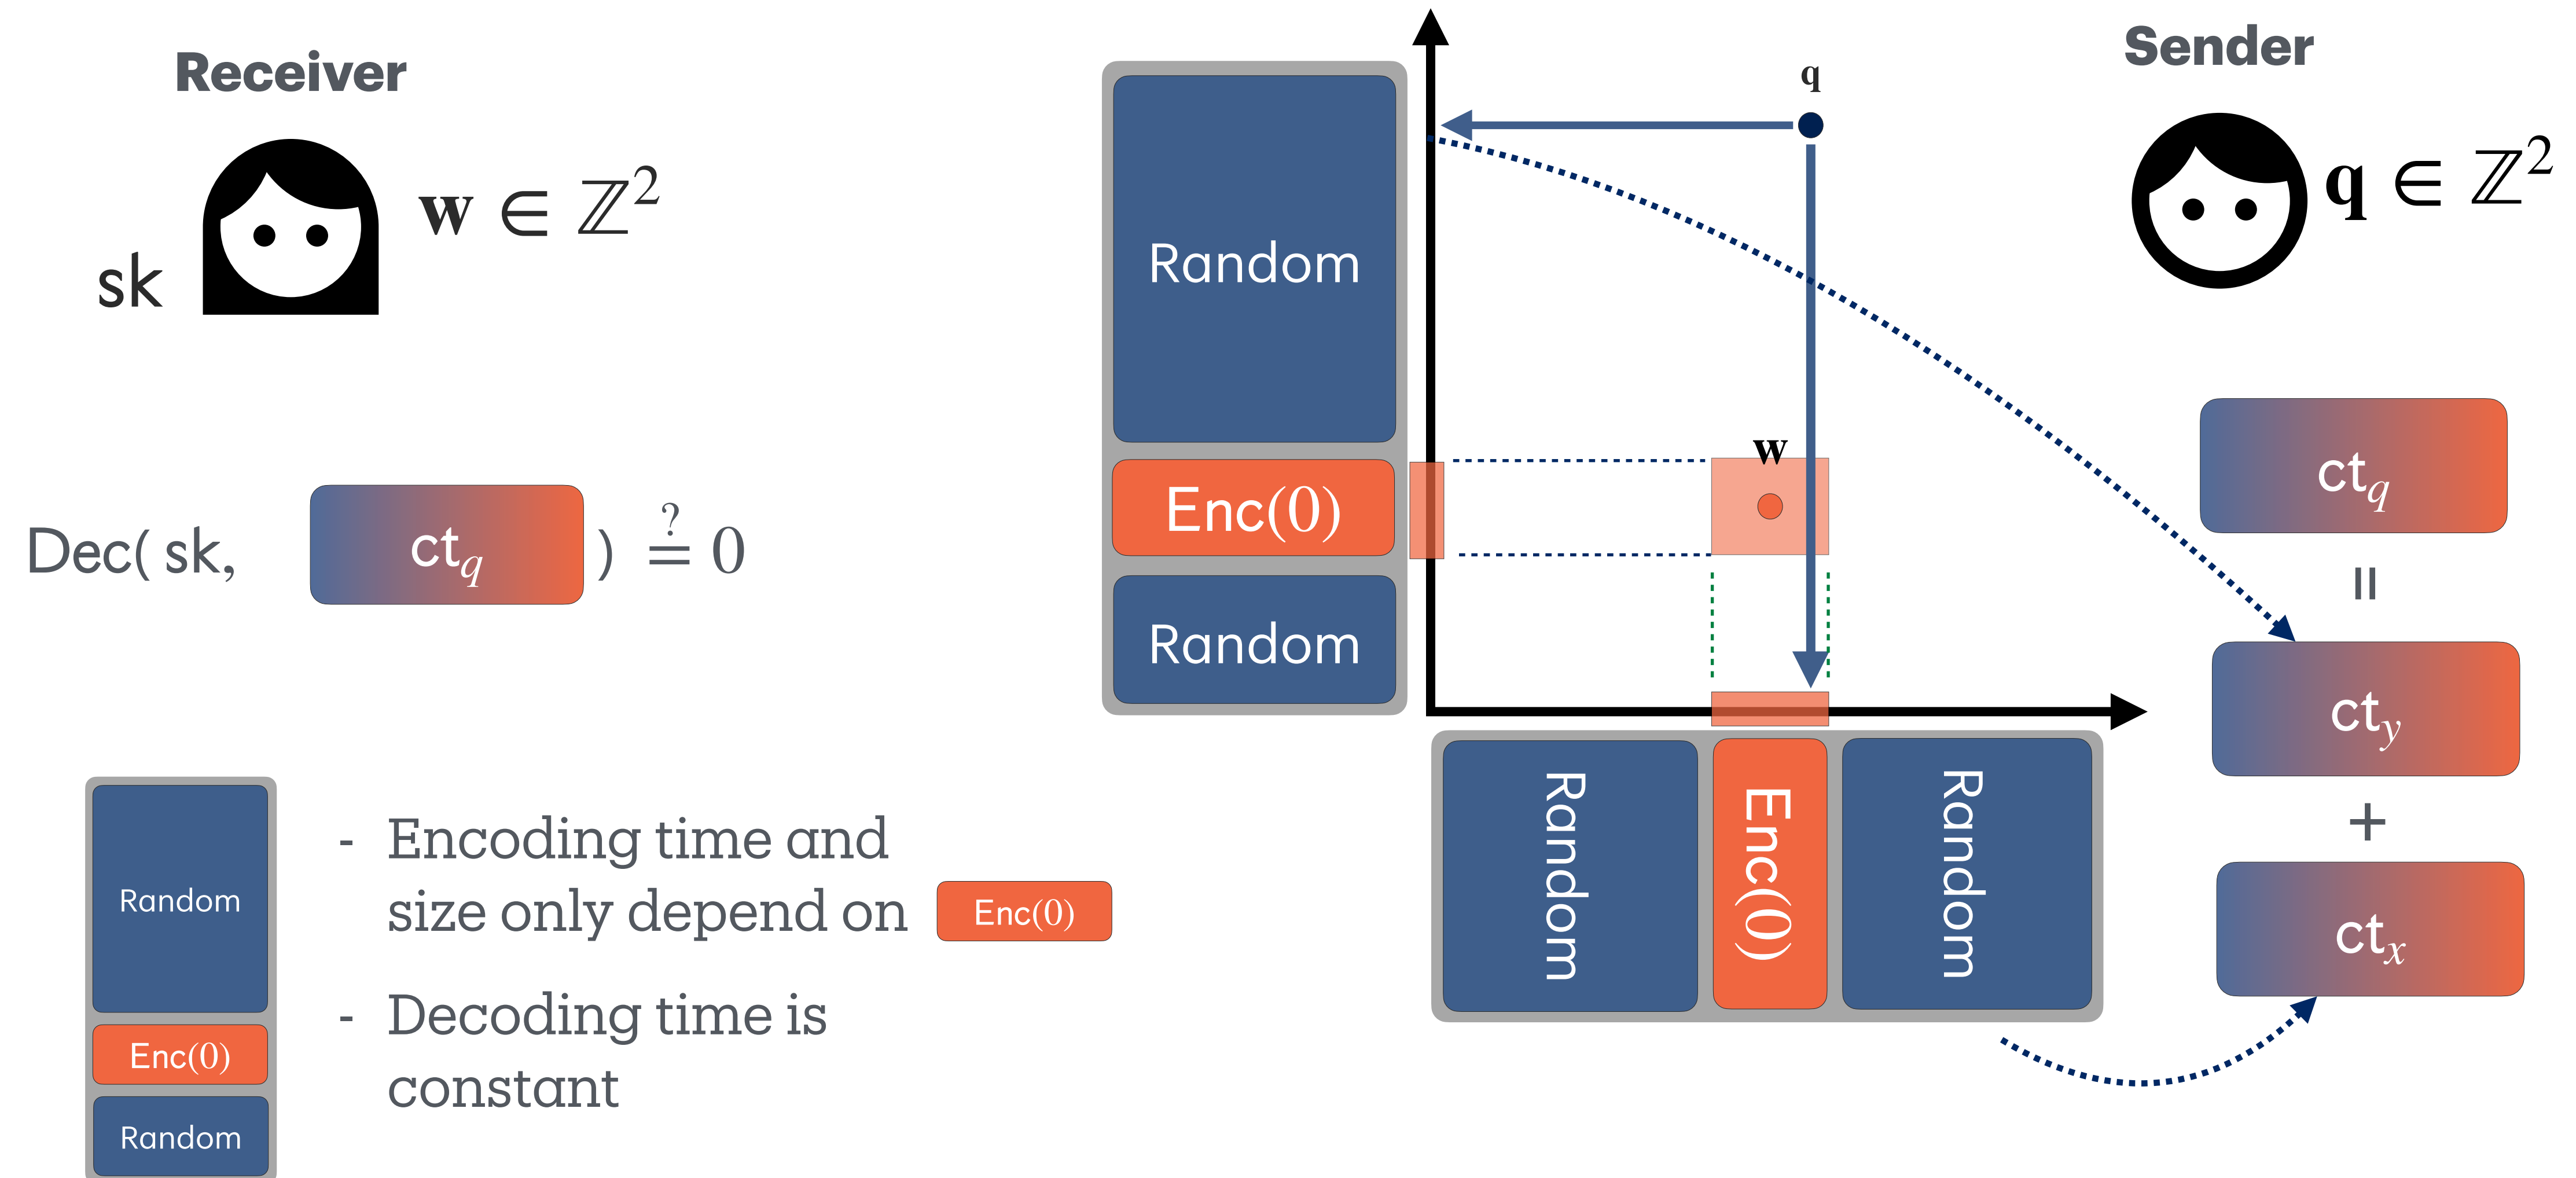 Receiver
sk
w ∈ ℤ²
Dec( sk, ct_q ) ≟ 0
Random
Enc(0)
Random
- Encoding time and
size only depend on Enc(0)
- Decoding time is
constant
Random
Enc(0)
Random
q
w
Random
Enc(0)
Random
Sender
q ∈ ℤ²
ct_q
=
ct_y
+
ct_x